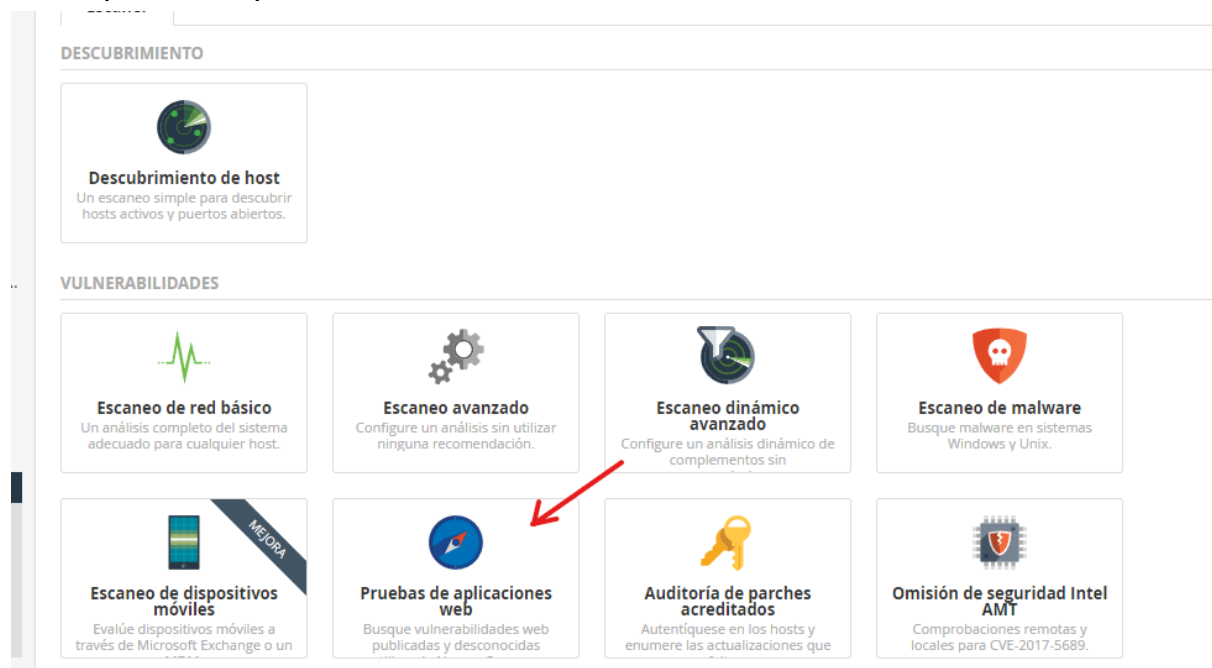 DESCUBRIMIENTO
Descubrimiento de host
Un escaneo simple para descubrir
hosts activos y puertos abiertos.
..
VULNERABILIDADES
Escaneo de red básico
Un análisis completo del sistema
adecuado para cualquier host.
Escaneo avanzado
Configure un análisis sin utilizar
ninguna recomendación.
Escaneo dinámico
avanzado
Configure un análisis dinámico de
complementos sin
Escaneo de malware
Busque malware en sistemas
Windows y Unix.
MEJORA
Escaneo de dispositivos
móviles
Evalúe dispositivos móviles a
través de Microsoft Exchange o un
Pruebas de aplicaciones
web
Busque vulnerabilidades web
publicadas y desconocidas
Auditoría de parches
acreditados
Autentíquese en los hosts y
enumere las actualizaciones que
Omisión de seguridad Intel
AMT
Comprobaciones remotas y
locales para CVE-2017-5689.